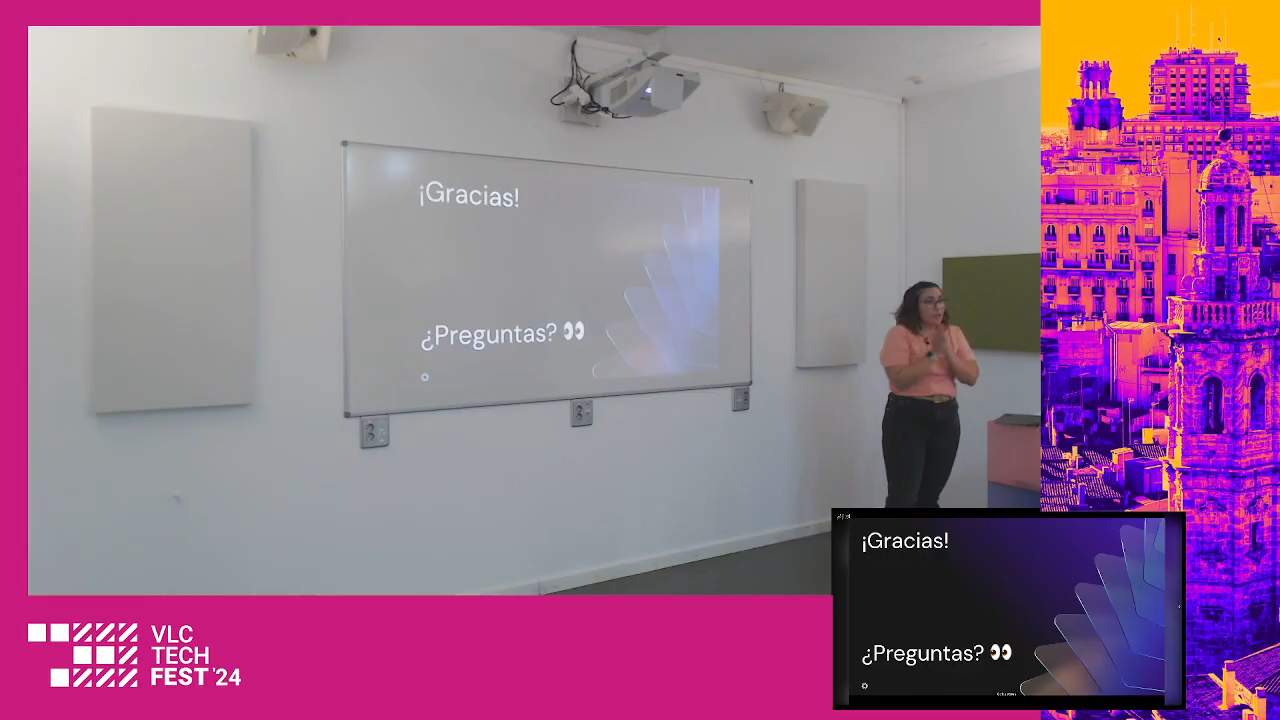 ¡Gracias!
¿Preguntas? 👀
¡Gracias!
¿Preguntas? 👀
VLC
TECH
FEST '24